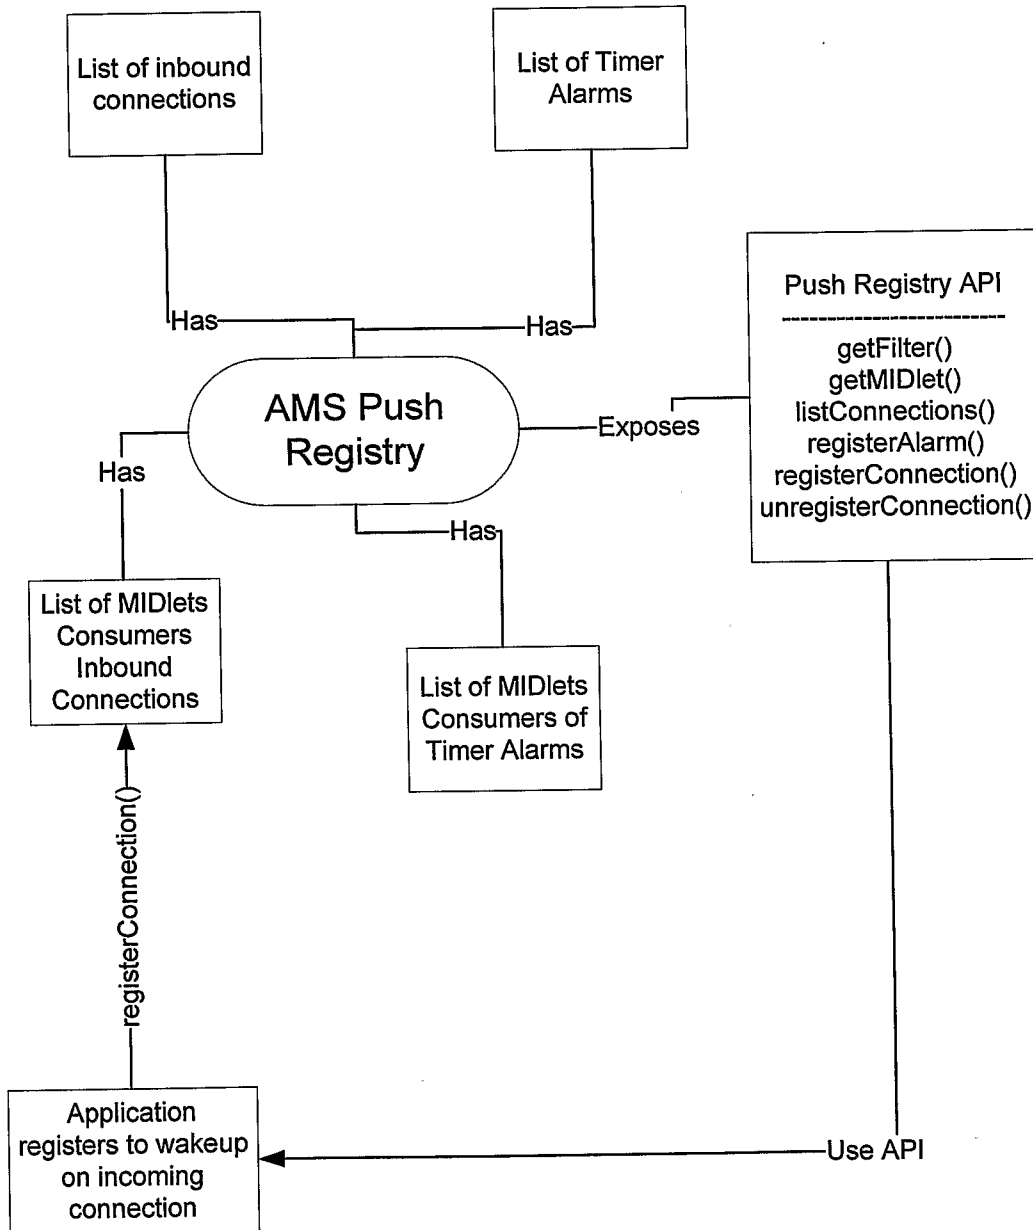 List of inbound
connections
List of Timer
Alarms
Has
Has
Push Registry API
--------------------------
getFilter()
getMIDlet()
listConnections()
registerAlarm()
registerConnection()
unregisterConnection()
AMS Push
Registry
Exposes
Has
Has
List of MIDlets
Consumers
Inbound
Connections
List of MIDlets
Consumers of
Timer Alarms
registerConnection()
Application
registers to wakeup
on incoming
connection
Use API